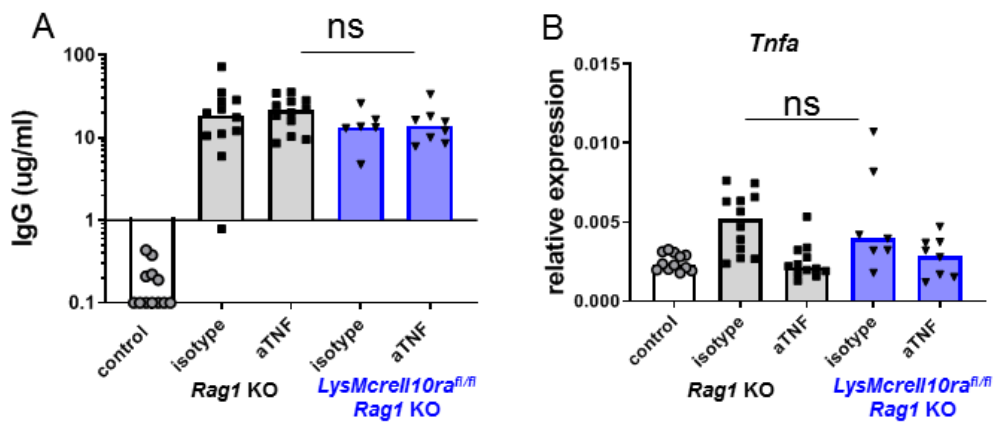 A
ns
IgG (ug/ml)
100
10
1
0.1
control
isotype
aTNF
isotype
aTNF
Rag1 KO
LysMcreIl10rafl/fl
Rag1 KO
B
Tnfa
ns
relative expression
0.015
0.010
0.005
0.000
control
isotype
aTNF
isotype
aTNF
Rag1 KO
LysMcreIl10rafl/fl
Rag1 KO